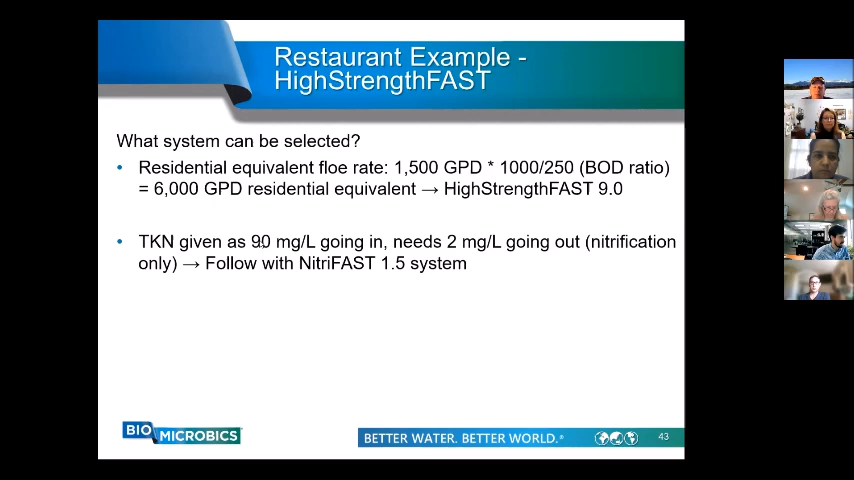 Restaurant Example -
HighStrengthFAST
What system can be selected?
• Residential equivalent floe rate: 1,500 GPD * 1000/250 (BOD ratio)
= 6,000 GPD residential equivalent → HighStrengthFAST 9.0
• TKN given as 90 mg/L going in, needs 2 mg/L going out (nitrification
only) → Follow with NitriFAST 1.5 system
BIO MICROBICS
BETTER WATER. BETTER WORLD.®
43